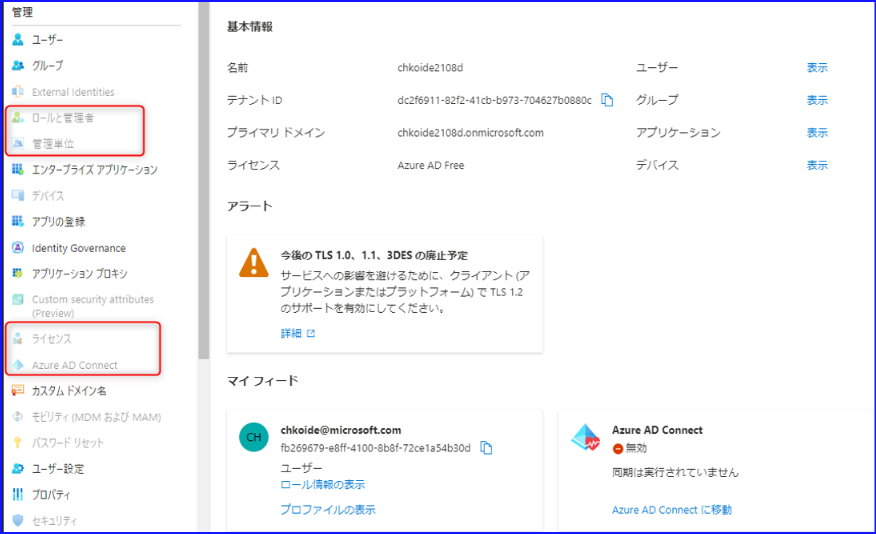 管理
ユーザー
グループ
External Identities
ロールと管理者
管理単位
エンタープライズ アプリケーション
デバイス
アプリの登録
Identity Governance
アプリケーション プロキシ
Custom security attributes
(Preview)
ライセンス
Azure AD Connect
カスタム ドメイン名
モビリティ (MDM および MAM)
パスワード リセット
ユーザー設定
プロパティ
セキュリティ
基本情報
名前 chkoide2108d ユーザー 表示
テナント ID dc2f6911-82f2-41cb-b973-704627b0880c グループ 表示
プライマリ ドメイン chkoide2108d.onmicrosoft.com アプリケーション 表示
ライセンス Azure AD Free デバイス 表示
アラート
今後の TLS 1.0、1.1、3DES の廃止予定
サービスへの影響を避けるために、クライアント (ア
プリケーションまたはプラットフォーム) で TLS 1.2
のサポートを有効にしてください。
詳細
マイ フィード
CH
chkoide@microsoft.com
fb269679-e8ff-4100-8b8f-72ce1a54b30d
ユーザー
ロール情報の表示
プロファイルの表示
Azure AD Connect
無効
同期は実行されていません
Azure AD Connect に移動